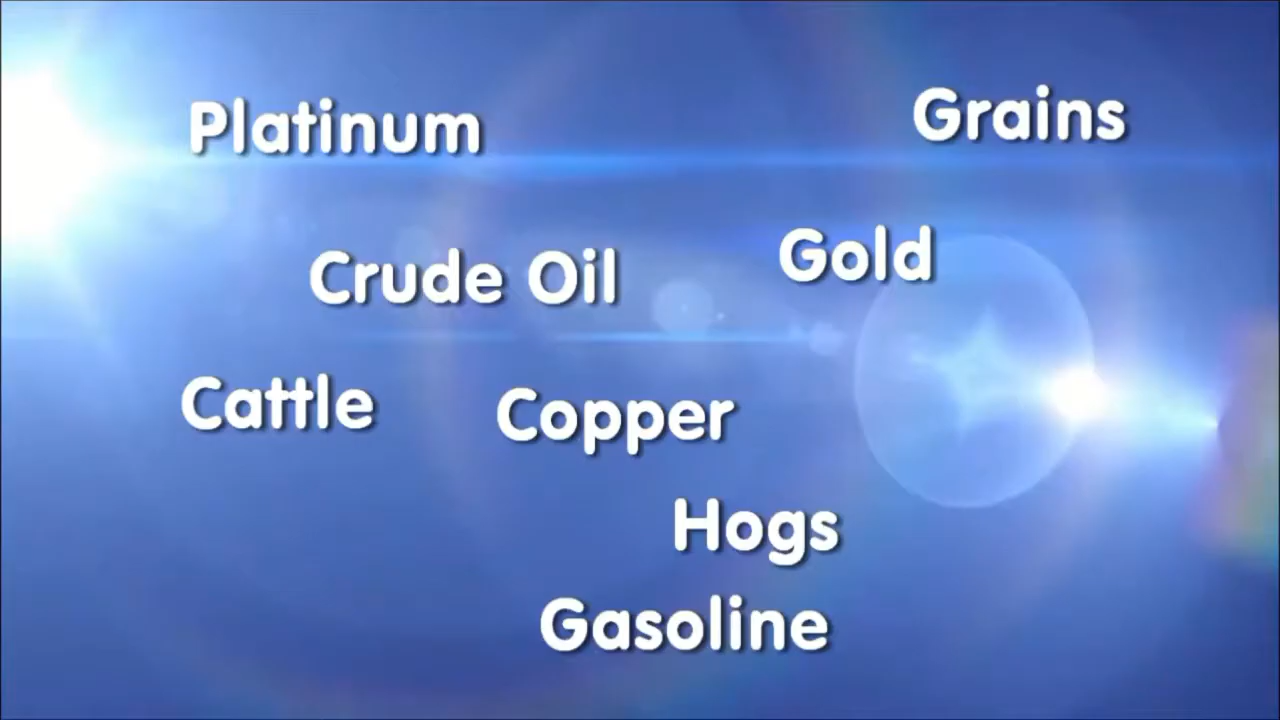 Platinum
Grains
Crude Oil
Gold
Cattle
Copper
Hogs
Gasoline